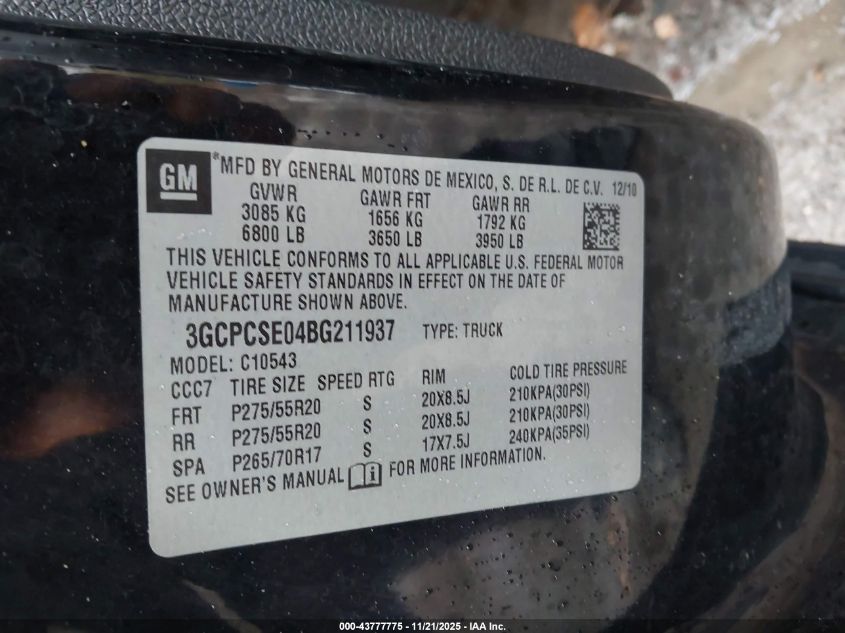 GM
*MFD BY GENERAL MOTORS DE MEXICO, S. DE R.L. DE C.V. 12/10
GVWR GAWR FRT GAWR RR
3085 KG 1656 KG 1792 KG
6800 LB 3650 LB 3950 LB
THIS VEHICLE CONFORMS TO ALL APPLICABLE U.S. FEDERAL MOTOR
VEHICLE SAFETY STANDARDS IN EFFECT ON THE DATE OF
MANUFACTURE SHOWN ABOVE.
3GCPCSE04BG211937 TYPE: TRUCK
MODEL: C10543
CCC7 TIRE SIZE SPEED RTG RIM COLD TIRE PRESSURE
FRT P275/55R20 S 20X8.5J 210KPA(30PSI)
RR P275/55R20 S 20X8.5J 210KPA(30PSI)
SPA P265/70R17 S 17X7.5J 240KPA(35PSI)
SEE OWNER'S MANUAL FOR MORE INFORMATION.
000-43777775 - 11/21/2025 - IAA Inc.